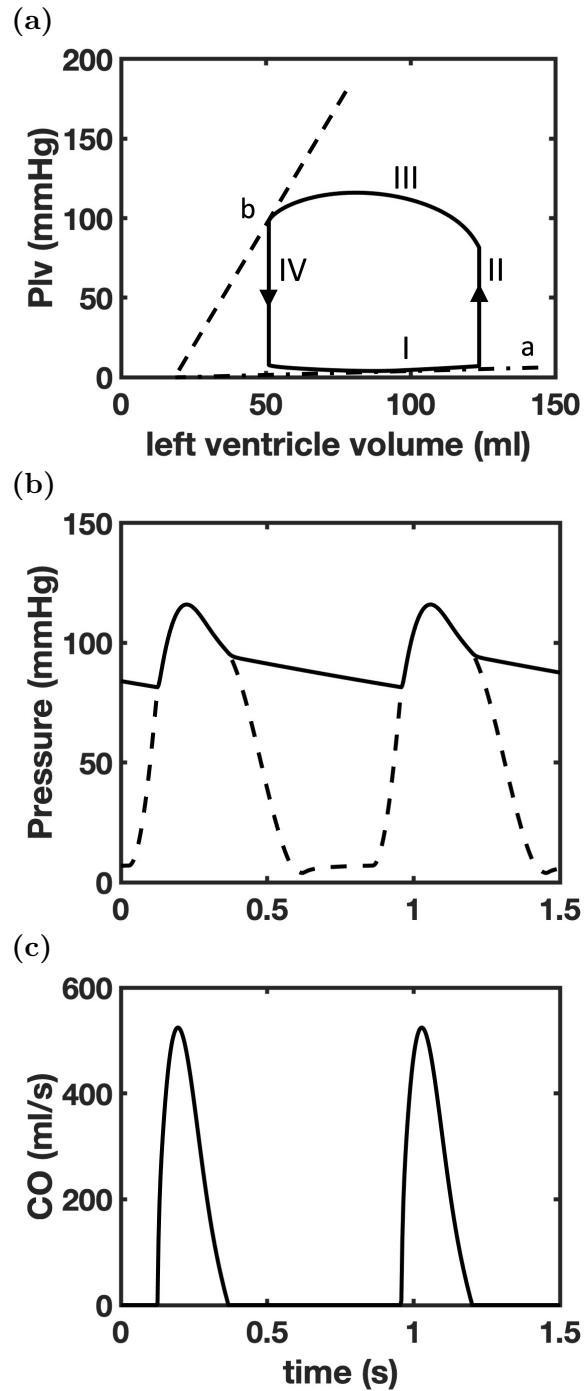 (a)
200
150
100
50
0
Plv (mmHg)
b
III
IV
II
I
a
0 50 100 150
left ventricle volume (ml)
(b)
150
100
50
0
Pressure (mmHg)
0 0.5 1 1.5
(c)
600
400
200
0
CO (ml/s)
0 0.5 1 1.5
time (s)